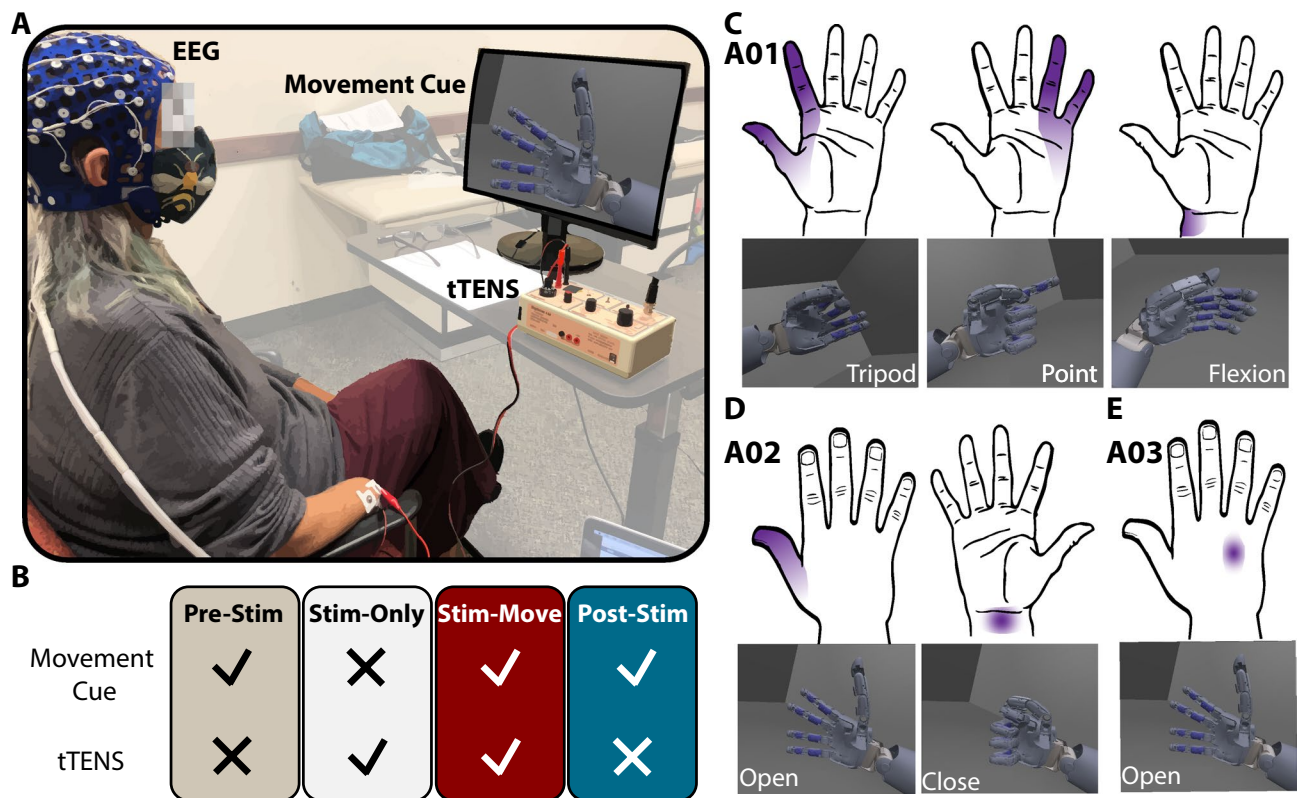 A
EEG
Movement Cue
tTENS
B
Pre-Stim
Stim-Only
Stim-Move
Post-Stim
Movement
Cue
tTENS
C
A01
Tripod
Point
Flexion
D
A02
Open
Close
E
A03
Open